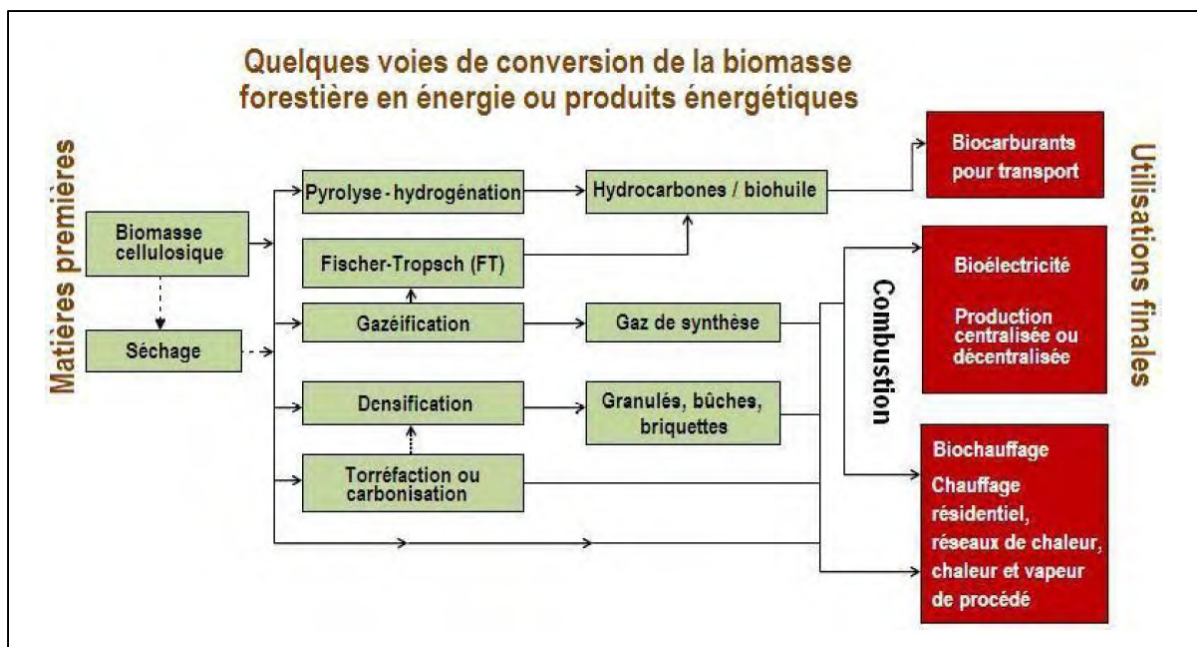 Quelques voies de conversion de la biomasse
forestière en énergie ou produits énergétiques
Matières premières
Biomasse
cellulosique
Séchage
Pyrolyse - hydrogénation
Fischer-Tropsch (FT)
Gazéification
Dcnsification
Torréfaction ou
carbonisation
Hydrocarbones / biohuile
Gaz de synthèse
Granulés, bûches,
briquettes
Combustion
Biocarburants
pour transport
Bioélectricité
Production
centralisée ou
décentralisée
Biochauffage
Chauffage
résidentiel,
réseaux de chaleur,
chaleur et vapeur
de procédé
Utilisations finales